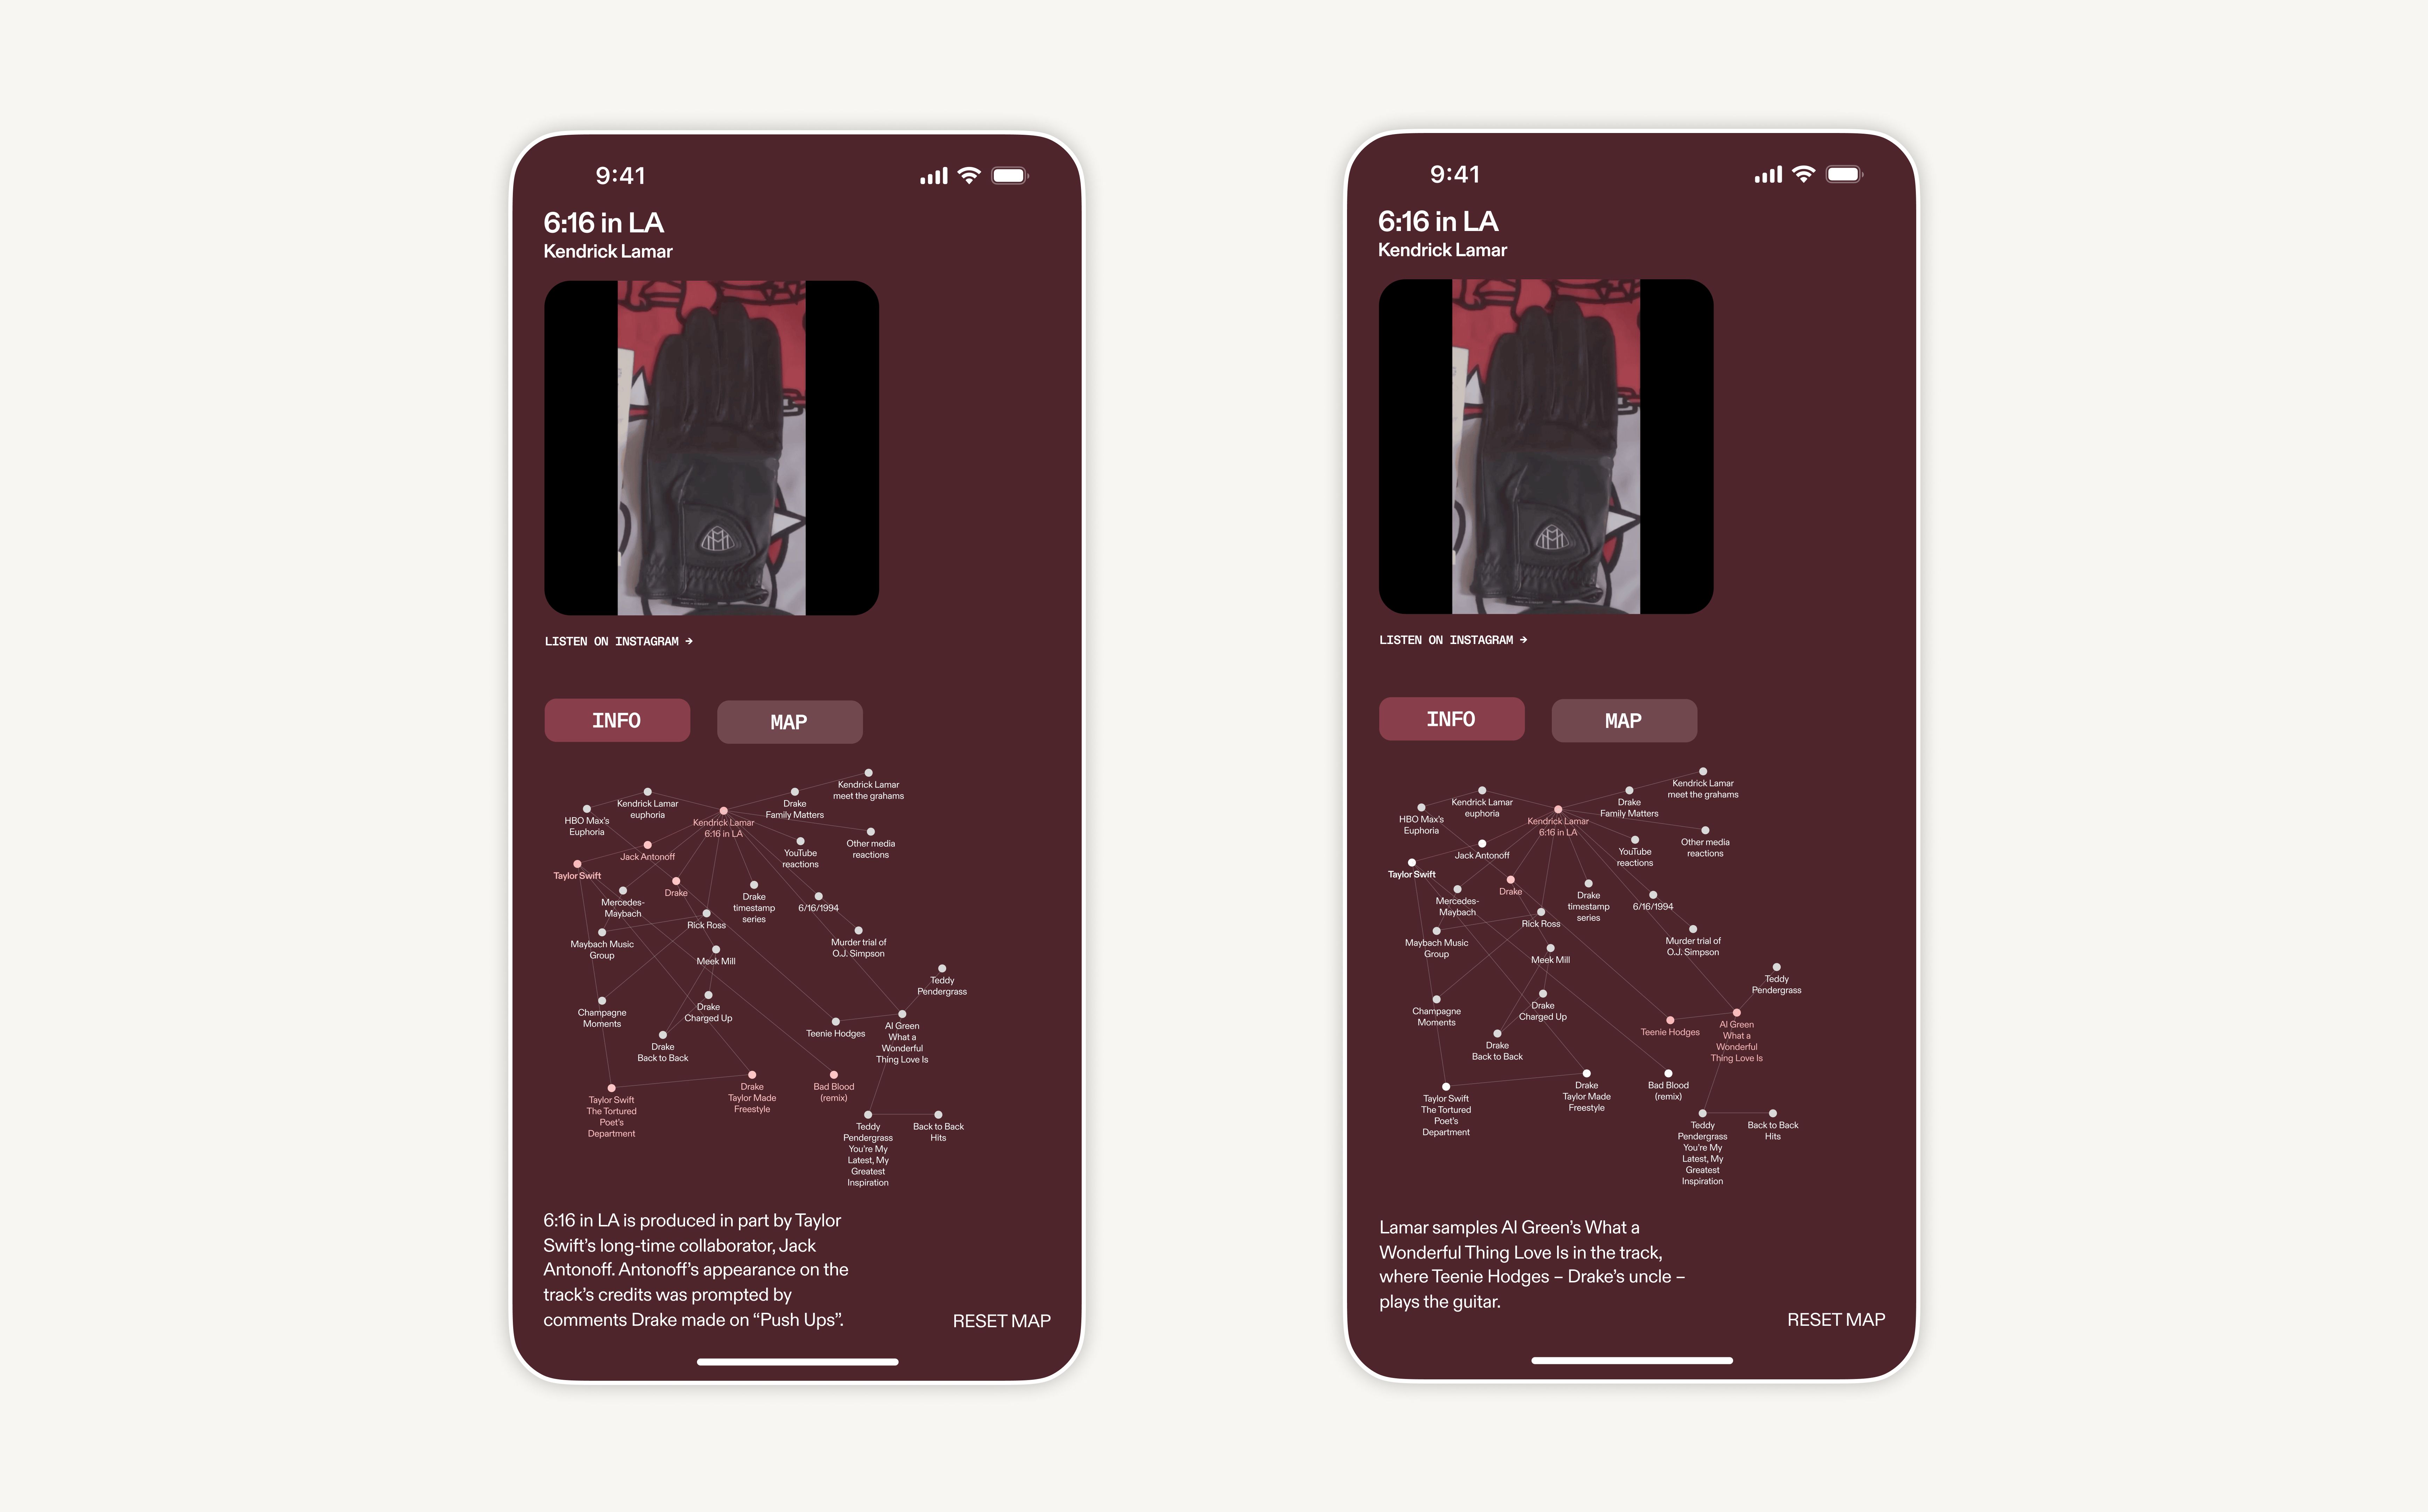 9:41
6:16 in LA
Kendrick Lamar
LISTEN ON INSTAGRAM →
INFO
MAP
Kendrick Lamar
meet the grahams
Kendrick Lamar
euphoria
Drake
Family Matters
HBO Max's
Euphoria
Kendrick Lamar
6:16 in LA
Other media
reactions
Jack Antonoff
YouTube
reactions
Taylor Swift
Drake
Mercedes-
Maybach
Drake
timestamp
series
6/16/1994
Rick Ross
Maybach Music
Group
Murder trial of
O.J. Simpson
Meek Mill
Teddy
Pendergrass
Champagne
Moments
Drake
Charged Up
Teenie Hodges
Al Green
What a
Wonderful
Thing Love Is
Drake
Back to Back
Taylor Swift
The Tortured
Poet's
Department
Drake
Taylor Made
Freestyle
Bad Blood
(remix)
Teddy
Pendergrass
You're My
Latest, My
Greatest
Inspiration
Back to Back
Hits
6:16 in LA is produced in part by Taylor
Swift's long-time collaborator, Jack
Antonoff. Antonoff's appearance on the
track's credits was prompted by
comments Drake made on “Push Ups”.
RESET MAP
9:41
6:16 in LA
Kendrick Lamar
LISTEN ON INSTAGRAM →
INFO
MAP
Kendrick Lamar
meet the grahams
Kendrick Lamar
euphoria
Drake
Family Matters
HBO Max's
Euphoria
Kendrick Lamar
6:16 in LA
Other media
reactions
Jack Antonoff
YouTube
reactions
Taylor Swift
Drake
Mercedes-
Maybach
Drake
timestamp
series
6/16/1994
Rick Ross
Maybach Music
Group
Murder trial of
O.J. Simpson
Meek Mill
Teddy
Pendergrass
Champagne
Moments
Drake
Charged Up
Teenie Hodges
Al Green
What a
Wonderful
Thing Love Is
Drake
Back to Back
Taylor Swift
The Tortured
Poet's
Department
Drake
Taylor Made
Freestyle
Bad Blood
(remix)
Teddy
Pendergrass
You're My
Latest, My
Greatest
Inspiration
Back to Back
Hits
Lamar samples Al Green's What a
Wonderful Thing Love Is in the track,
where Teenie Hodges – Drake's uncle –
plays the guitar.
RESET MAP